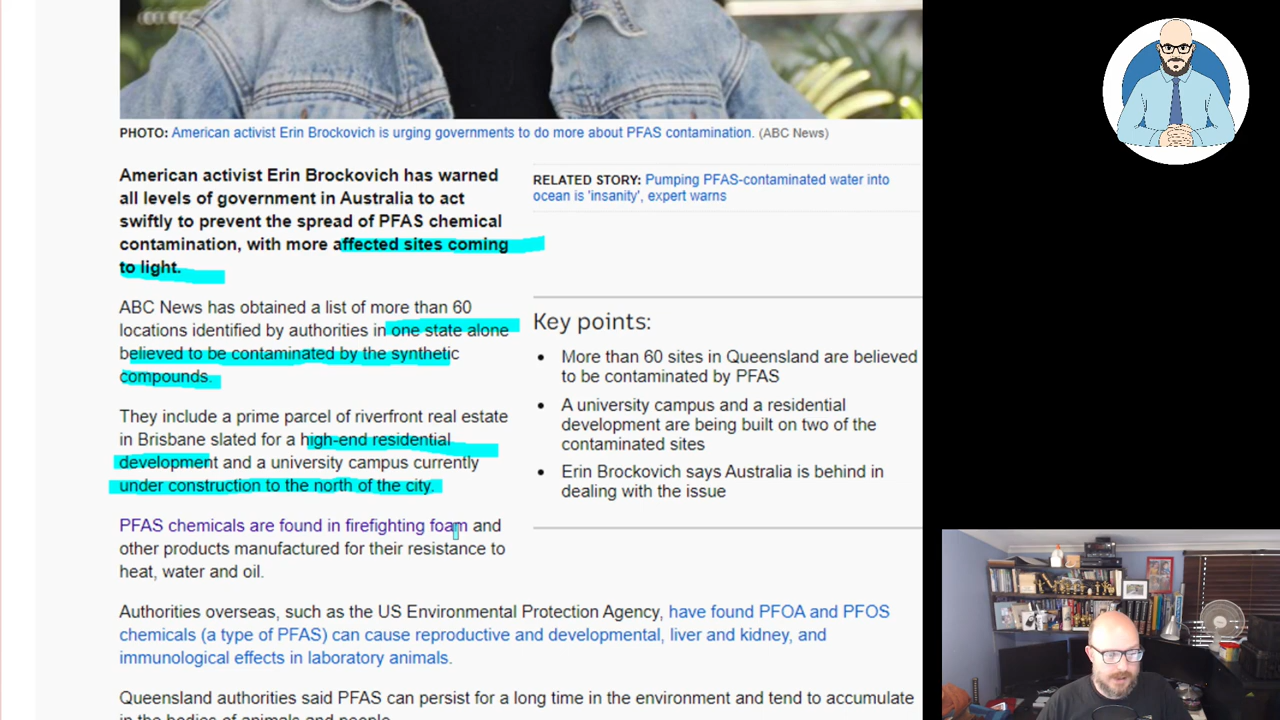 PHOTO: American activist Erin Brockovich is urging governments to do more about PFAS contamination. (ABC News)
American activist Erin Brockovich has warned
all levels of government in Australia to act
swiftly to prevent the spread of PFAS chemical
contamination, with more affected sites coming
to light.
ABC News has obtained a list of more than 60
locations identified by authorities in one state alone
believed to be contaminated by the synthetic
compounds.
They include a prime parcel of riverfront real estate
in Brisbane slated for a high-end residential
development and a university campus currently
under construction to the north of the city.
PFAS chemicals are found in firefighting foam and
other products manufactured for their resistance to
heat, water and oil.
RELATED STORY: Pumping PFAS-contaminated water into
ocean is 'insanity', expert warns
Key points:
More than 60 sites in Queensland are believed
to be contaminated by PFAS
A university campus and a residential
development are being built on two of the
contaminated sites
Erin Brockovich says Australia is behind in
dealing with the issue
Authorities overseas, such as the US Environmental Protection Agency, have found PFOA and PFOS
chemicals (a type of PFAS) can cause reproductive and developmental, liver and kidney, and
immunological effects in laboratory animals.
Queensland authorities said PFAS can persist for a long time in the environment and tend to accumulate
in the bodies of animals and people.